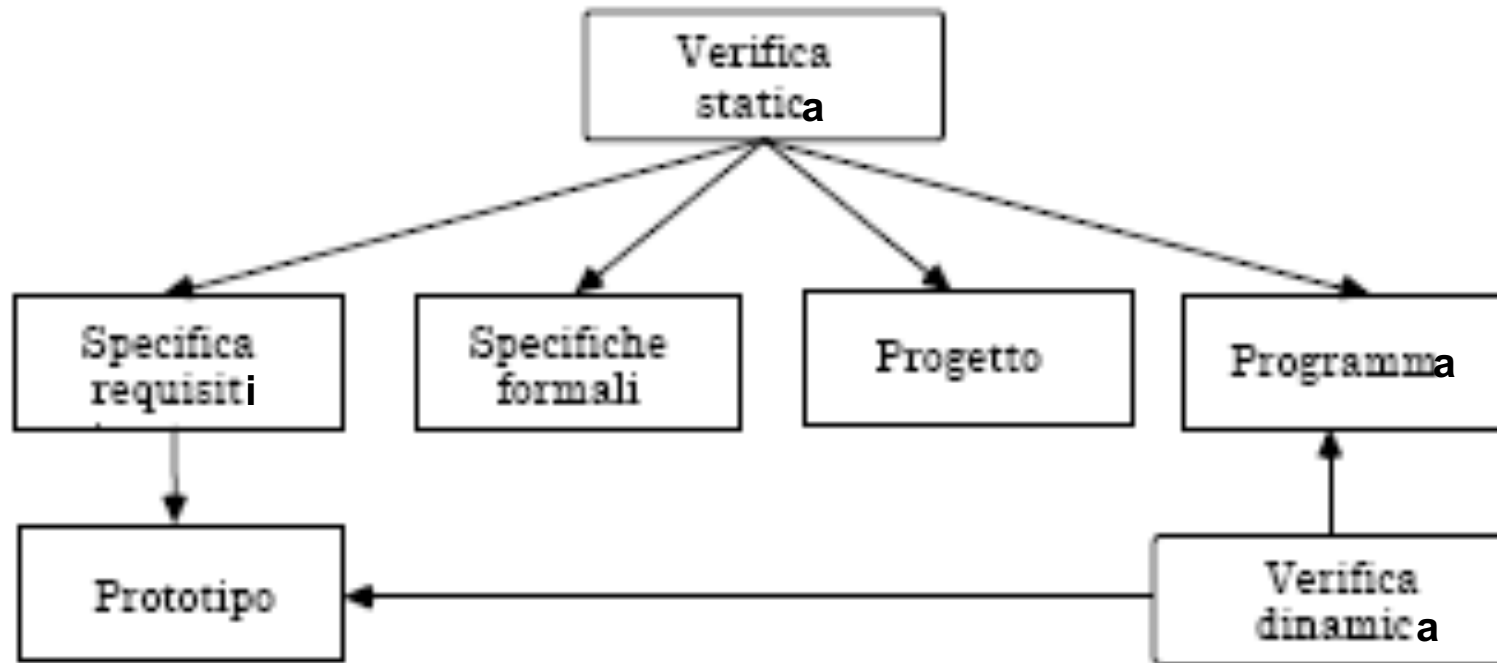 Verifica
statica
Specifica
requisiti
Specifiche
formali
Progetto
Programma
Prototipo
Verifica
dinamica